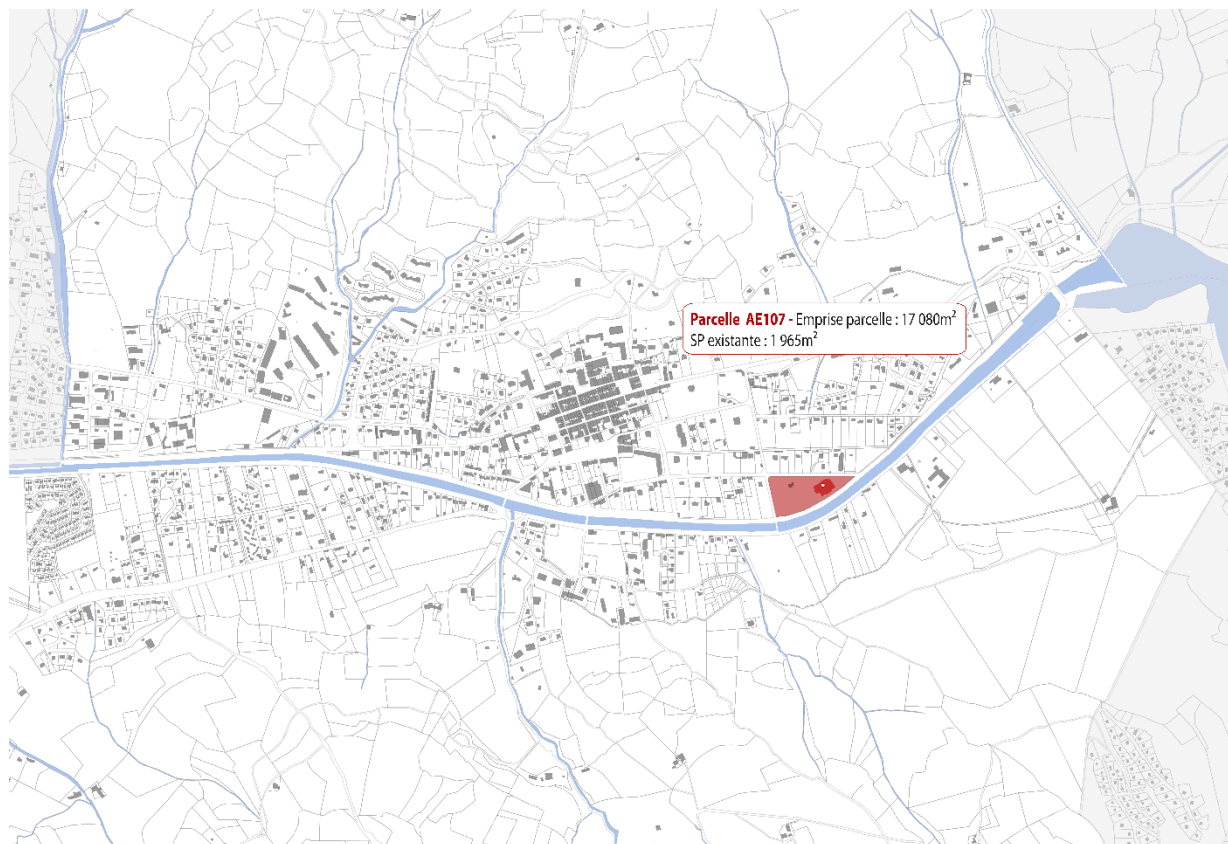 Parcelle AE107 - Emprise parcelle : 17 080m²
SP existante : 1 965m²